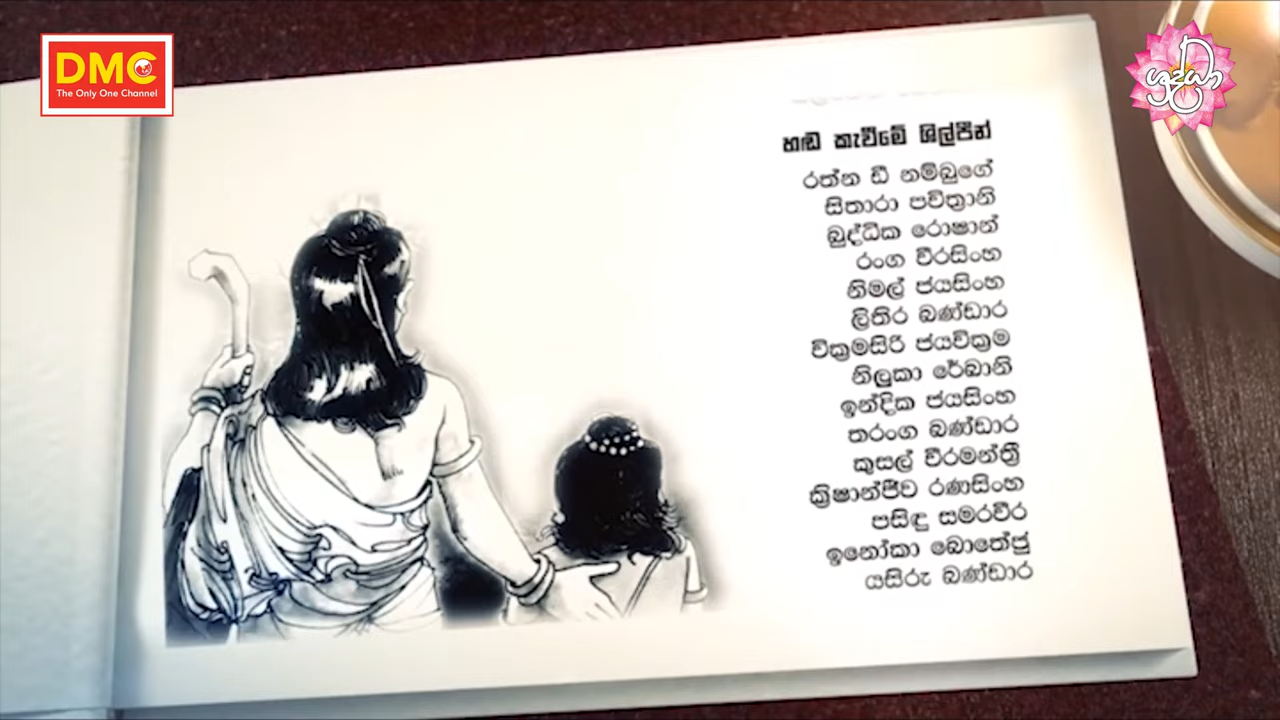 DMC
The Only One Channel
ශ්‍රද්ධා
හඬ කැවීමේ ශිල්පීන්
රත්න ඩී නම්බුගේ
සිතාරා පවිත්‍රානි
බුද්ධික රොෂාන්
රංග වීරසිංහ
නිමල් ජයසිංහ
ලිතිර බණ්ඩාර
වික්‍රමසිරි ජයවික්‍රම
නිලුකා රේඛානි
ඉන්දික ජයසිංහ
තරංග බණ්ඩාර
කුසල් වීරමන්ත්‍රී
ක්‍රිෂාන්ජීව රණසිංහ
පසිඳු සමරවීර
ඉනෝකා බොතේජු
යසිරු බණ්ඩාර